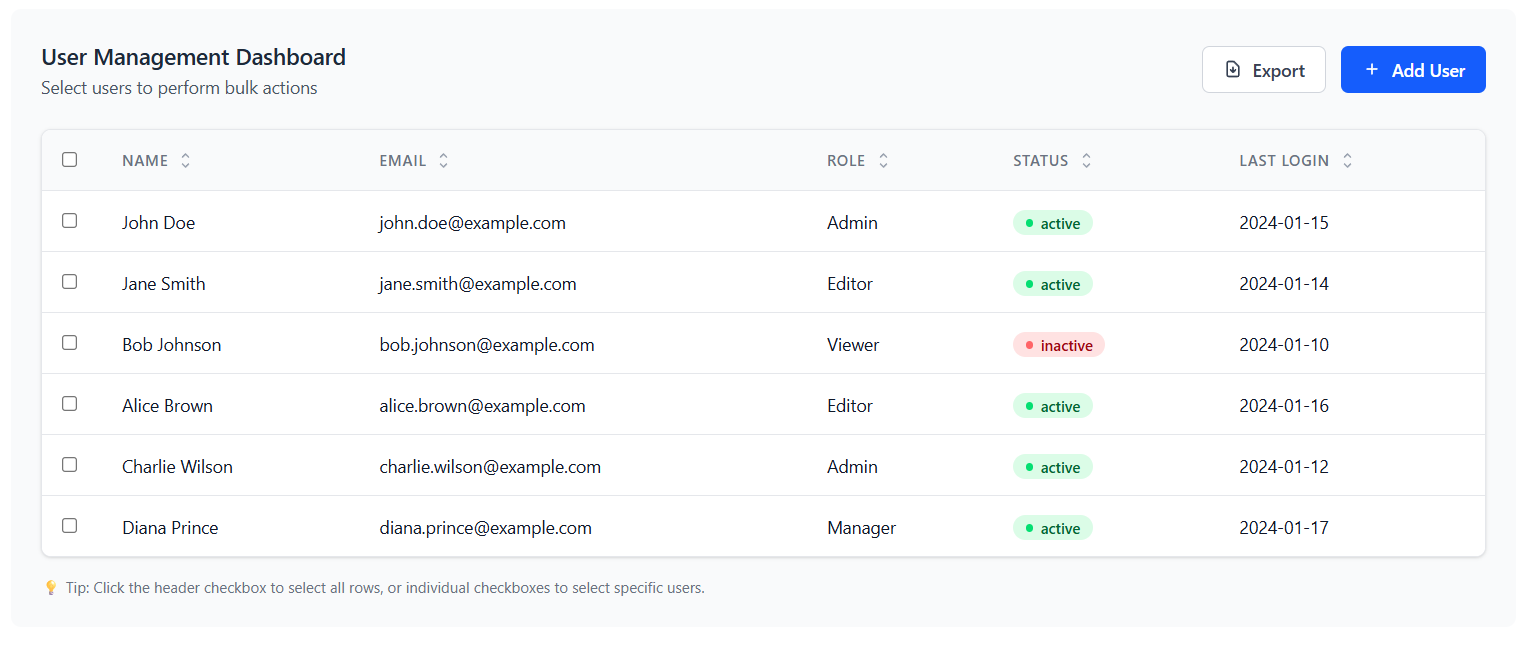 User Management Dashboard
Select users to perform bulk actions
Export
Add User
NAME EMAIL ROLE STATUS LAST LOGIN
John Doe john.doe@example.com Admin active 2024-01-15
Jane Smith jane.smith@example.com Editor active 2024-01-14
Bob Johnson bob.johnson@example.com Viewer inactive 2024-01-10
Alice Brown alice.brown@example.com Editor active 2024-01-16
Charlie Wilson charlie.wilson@example.com Admin active 2024-01-12
Diana Prince diana.prince@example.com Manager active 2024-01-17
Tip: Click the header checkbox to select all rows, or individual checkboxes to select specific users.